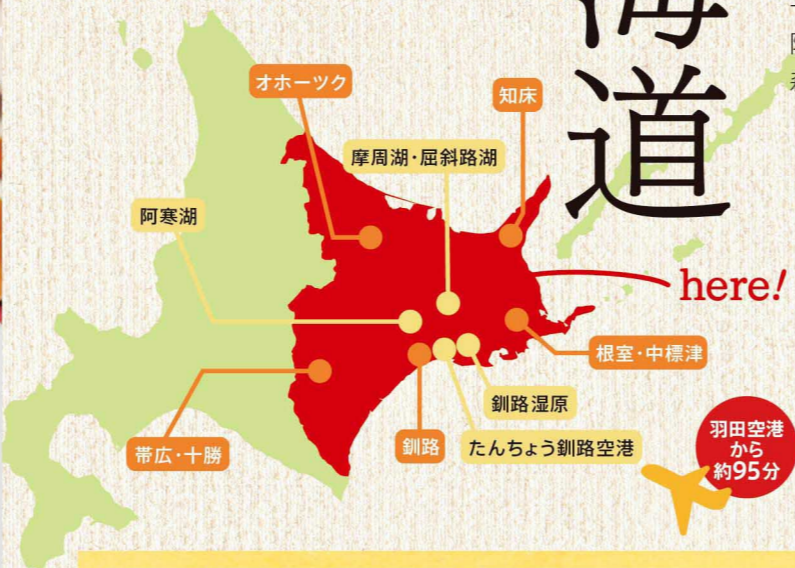 海
道
オホーツク
知床
摩周湖・屈斜路湖
阿寒湖
here!
根室・中標津
釧路湿原
釧路
たんちょう釧路空港
帯広・十勝
羽田空港
から
約95分